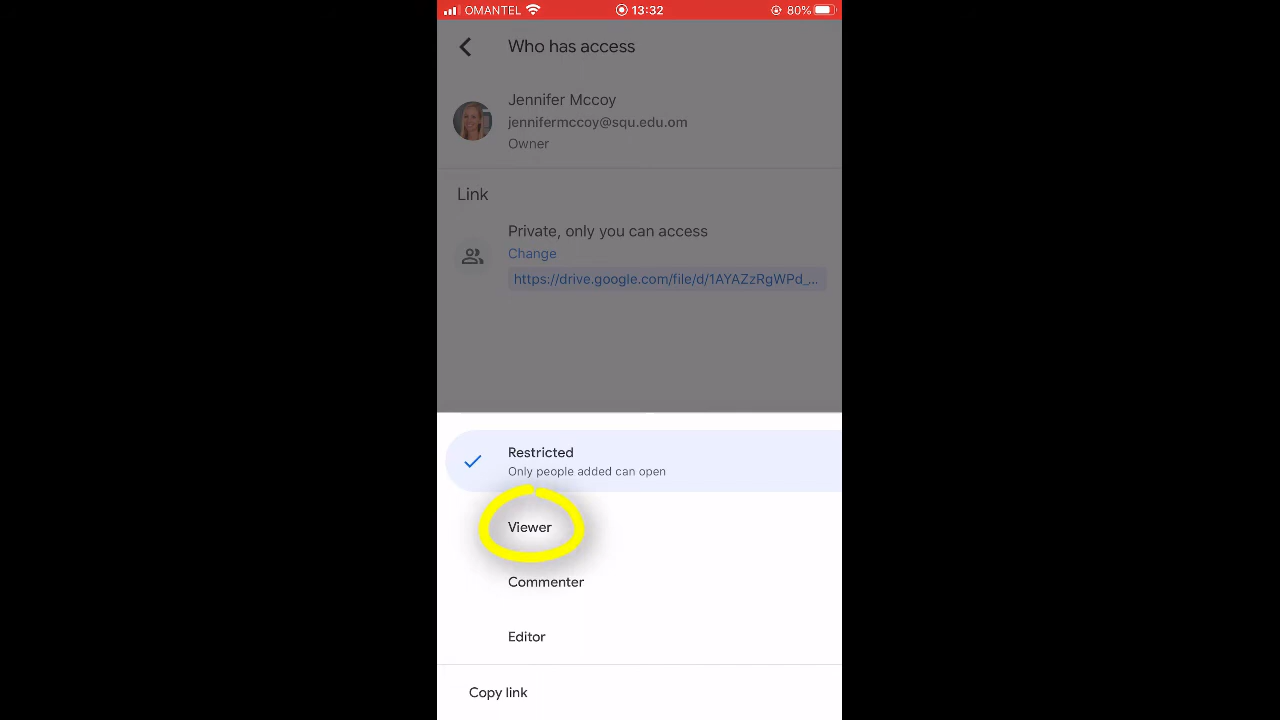 OMANTEL 13:32 80%
Who has access
Jennifer Mccoy
jennifermccoy@squ.edu.om
Owner
Link
Private, only you can access
Change
https://drive.google.com/file/d/1AYAZzRgWPd_...
Restricted
Only people added can open
Viewer
Commenter
Editor
Copy link